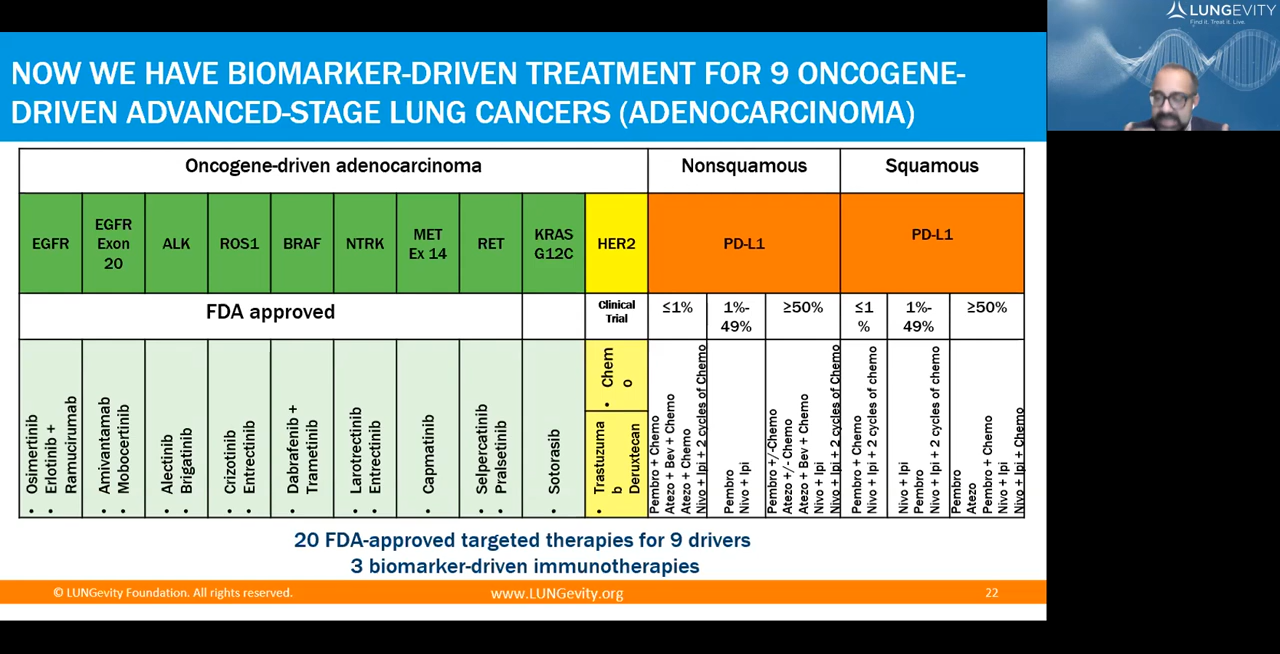 LUNGEVITY
Find it. Treat it. Live.
NOW WE HAVE BIOMARKER-DRIVEN TREATMENT FOR 9 ONCOGENE-
DRIVEN ADVANCED-STAGE LUNG CANCERS (ADENOCARCINOMA)
Oncogene-driven adenocarcinoma
Nonsquamous
Squamous
EGFR
EGFR
Exon
20
ALK
ROS1
BRAF
NTRK
MET
Ex 14
RET
KRAS
G12C
HER2
PD-L1
PD-L1
FDA approved
Clinical
Trial
≤1%
1%-
49%
≥50%
≤1
%
1%-
49%
≥50%
• Osimertinib
• Erlotinib +
Ramucirumab
• Amivantamab
• Mobocertinib
• Alectinib
• Brigatinib
• Crizotinib
• Entrectinib
• Dabrafenib +
Trametinib
• Larotrectinib
• Entrectinib
• Capmatinib
• Selpercatinib
• Pralsetinib
• Sotorasib
• Chem
o
• Trastuzuma
b
Deruxtecan
Pembro + Chemo
Atezo + Bev + Chemo
Atezo + Chemo
Nivo + Ipi + 2 cycles of Chemo
Pembro
Nivo + Ipi
Pembro +/-Chemo
Atezo +/- Chemo
Atezo + Bev + Chemo
Nivo + Ipi
Nivo + Ipi + 2 cycles of Chemo
Pembro + Chemo
Nivo + Ipi + 2 cycles of chemo
Nivo + Ipi
Pembro
Nivo + Ipi + 2 cycles of chemo
Pembro
Atezo
Pembro + Chemo
Nivo + Ipi
Nivo + Ipi + Chemo
20 FDA-approved targeted therapies for 9 drivers
3 biomarker-driven immunotherapies
© LUNGevity Foundation. All rights reserved.
www.LUNGevity.org
22